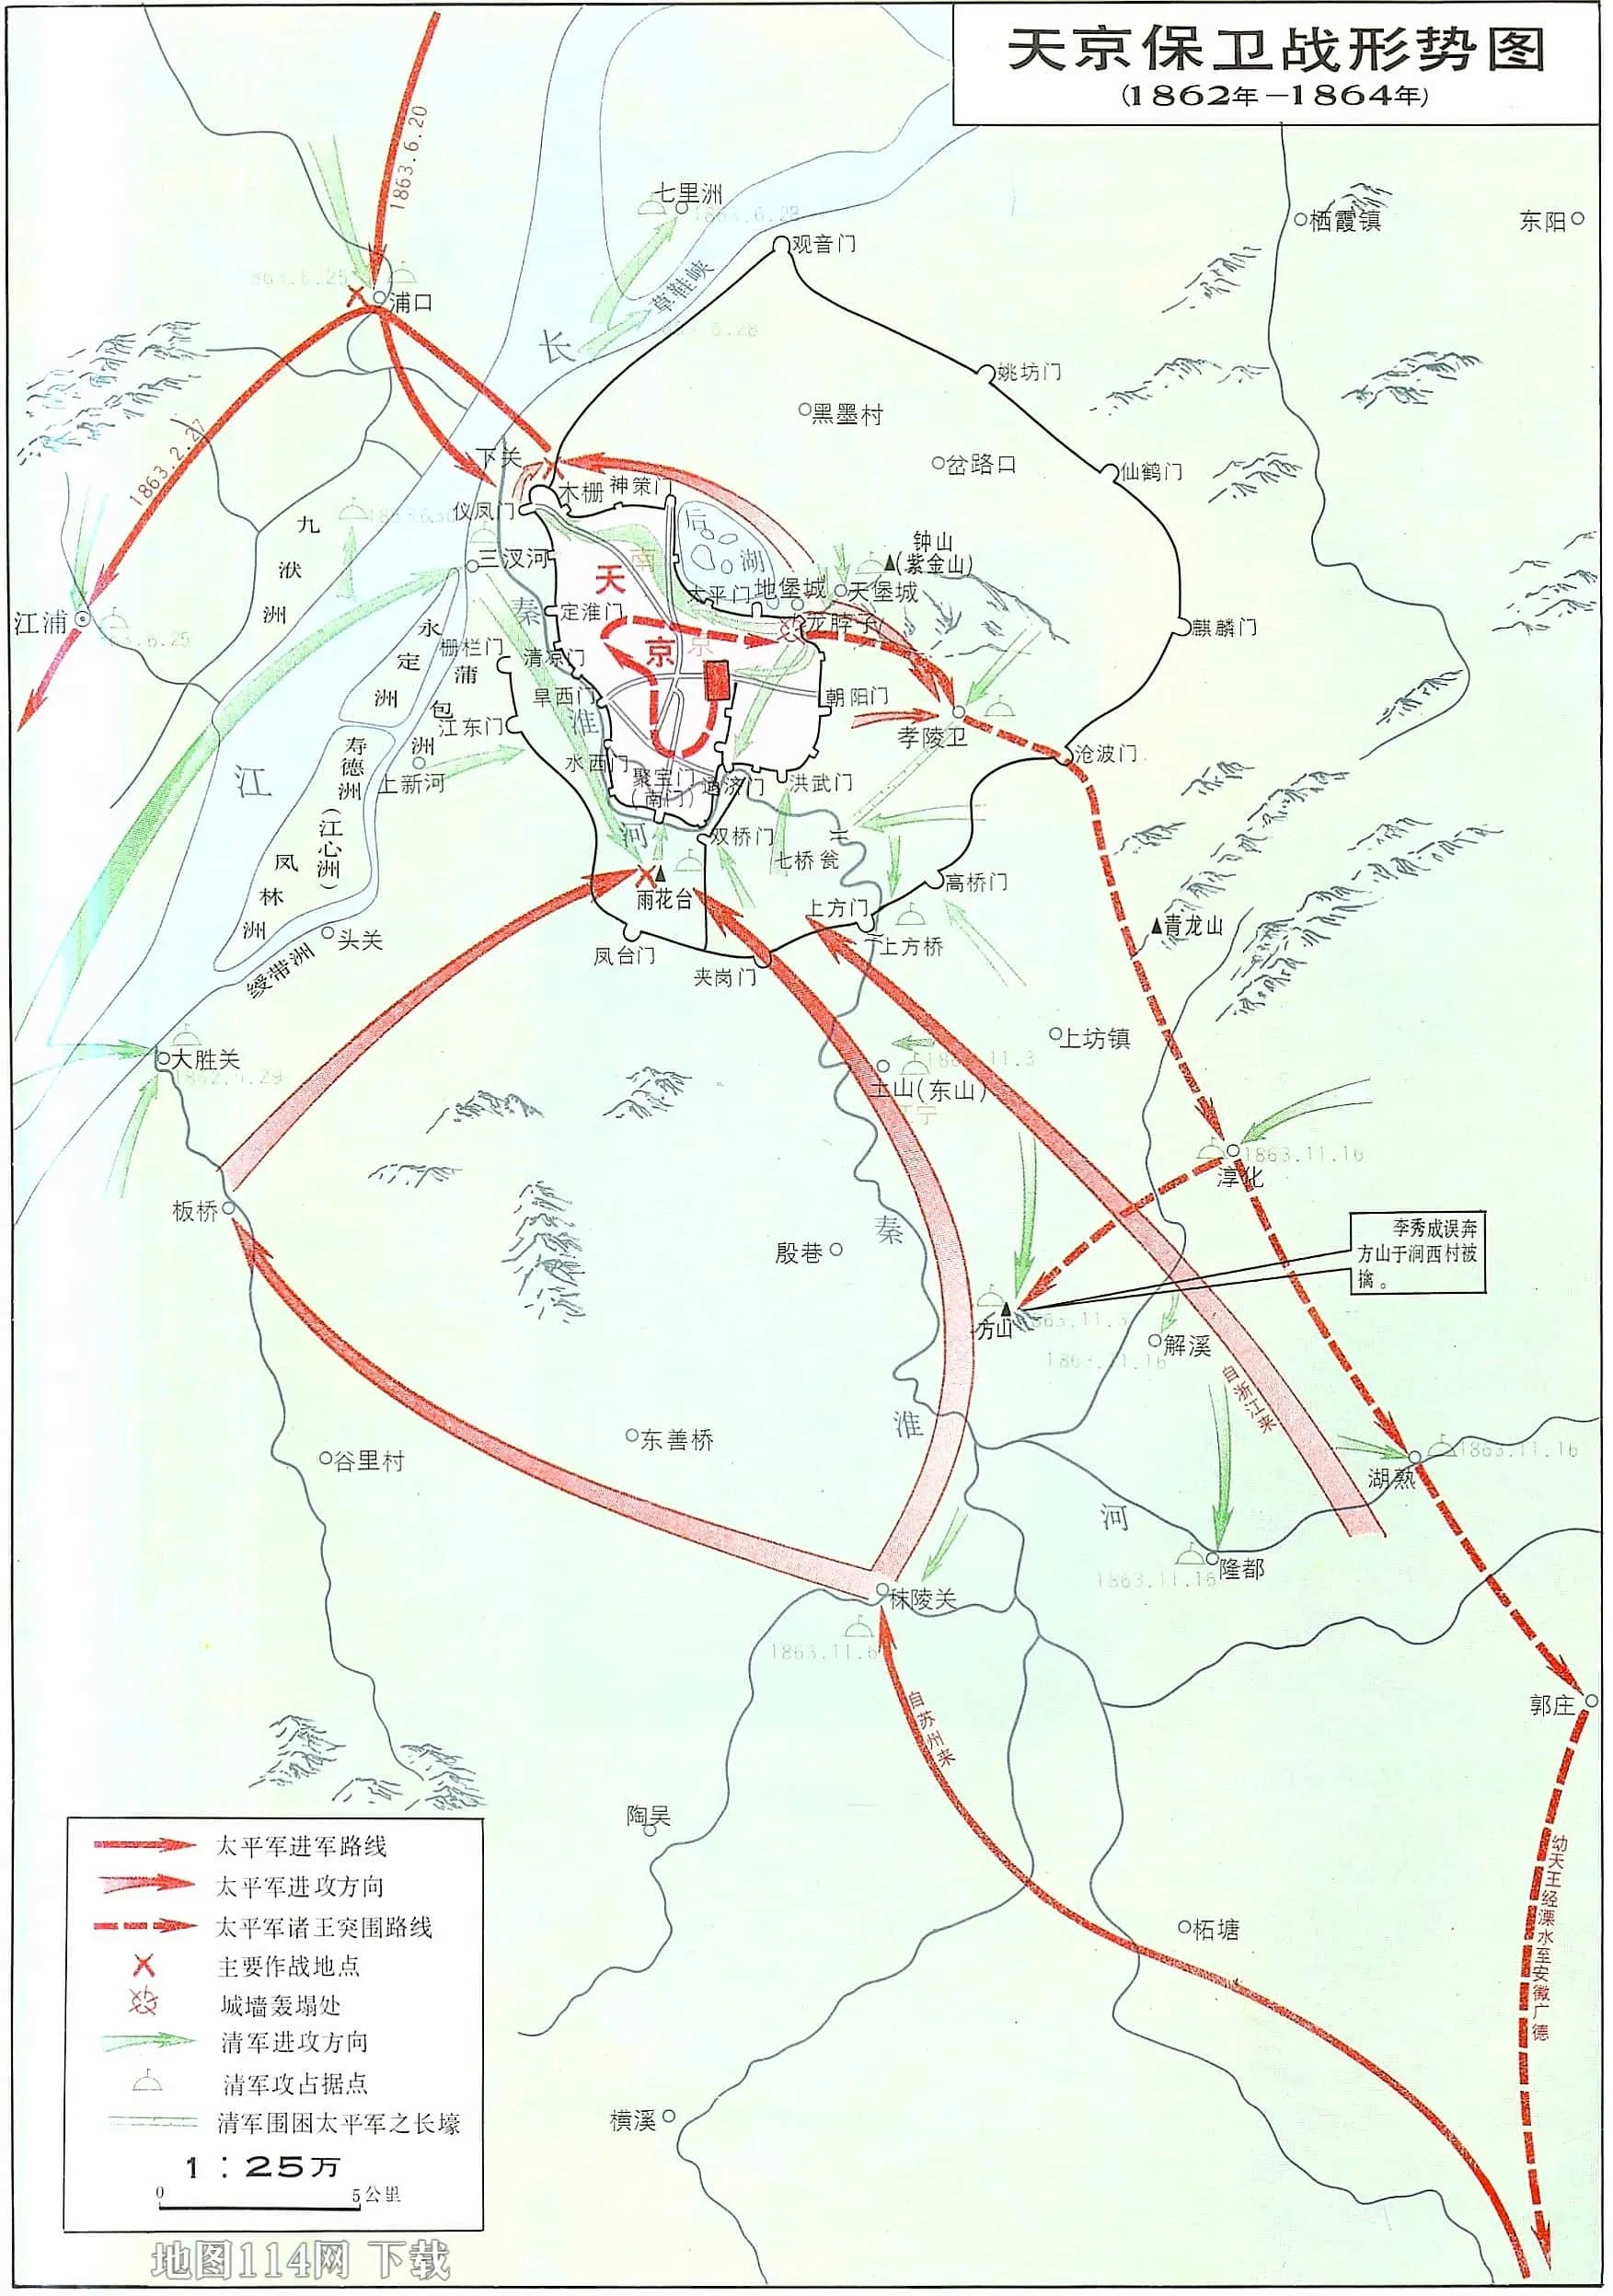 天京保卫战形势图
(1862年—1864年)
1863.6.20
七里洲
观音门
栖霞镇
东阳
浦口
草鞋峡
长
姚坊门
黑墨村
岔路口
仙鹤门
1863.2.27
下关
木栅
神策门
仪凤门
后
湖
钟山
(紫金山)
九
洑
洲
三汊河
天
南
太平门
地堡城
天堡城
江浦
6.25
秦
定淮门
龙脖子
麒麟门
永
定
洲
栅栏门
清凉门
京
京
蒲
包
洲
旱西门
朝阳门
江东门
淮
孝陵卫
沧波门
寿
德
洲
(江心洲)
上新河
水西门
聚宝门
(南门)
通济门
洪武门
江
河
双桥门
七桥瓮
凤
林
洲
雨花台
高桥门
上方门
头关
凤台门
夹岗门
上方桥
青龙山
绶带洲
大胜关
上坊镇
土山(东山)
江宁
1863.11.16
淳化
板桥
殷巷
秦
李秀成误奔
方山于涧西村被
擒。
方山
解溪
自浙江来
淮
东善桥
谷里村
1863.11.16
湖熟
河
隆都
1863.11.16
秣陵关
1863.11.6
郭庄
自苏州来
陶吴
幼天王经溧水至安徽广德
柘塘
横溪
太平军进军路线
太平军进攻方向
太平军诸王突围路线
主要作战地点
城墙轰塌处
清军进攻方向
清军攻占据点
清军围困太平军之长壕
1:25万
0 5公里
地图114网 下载